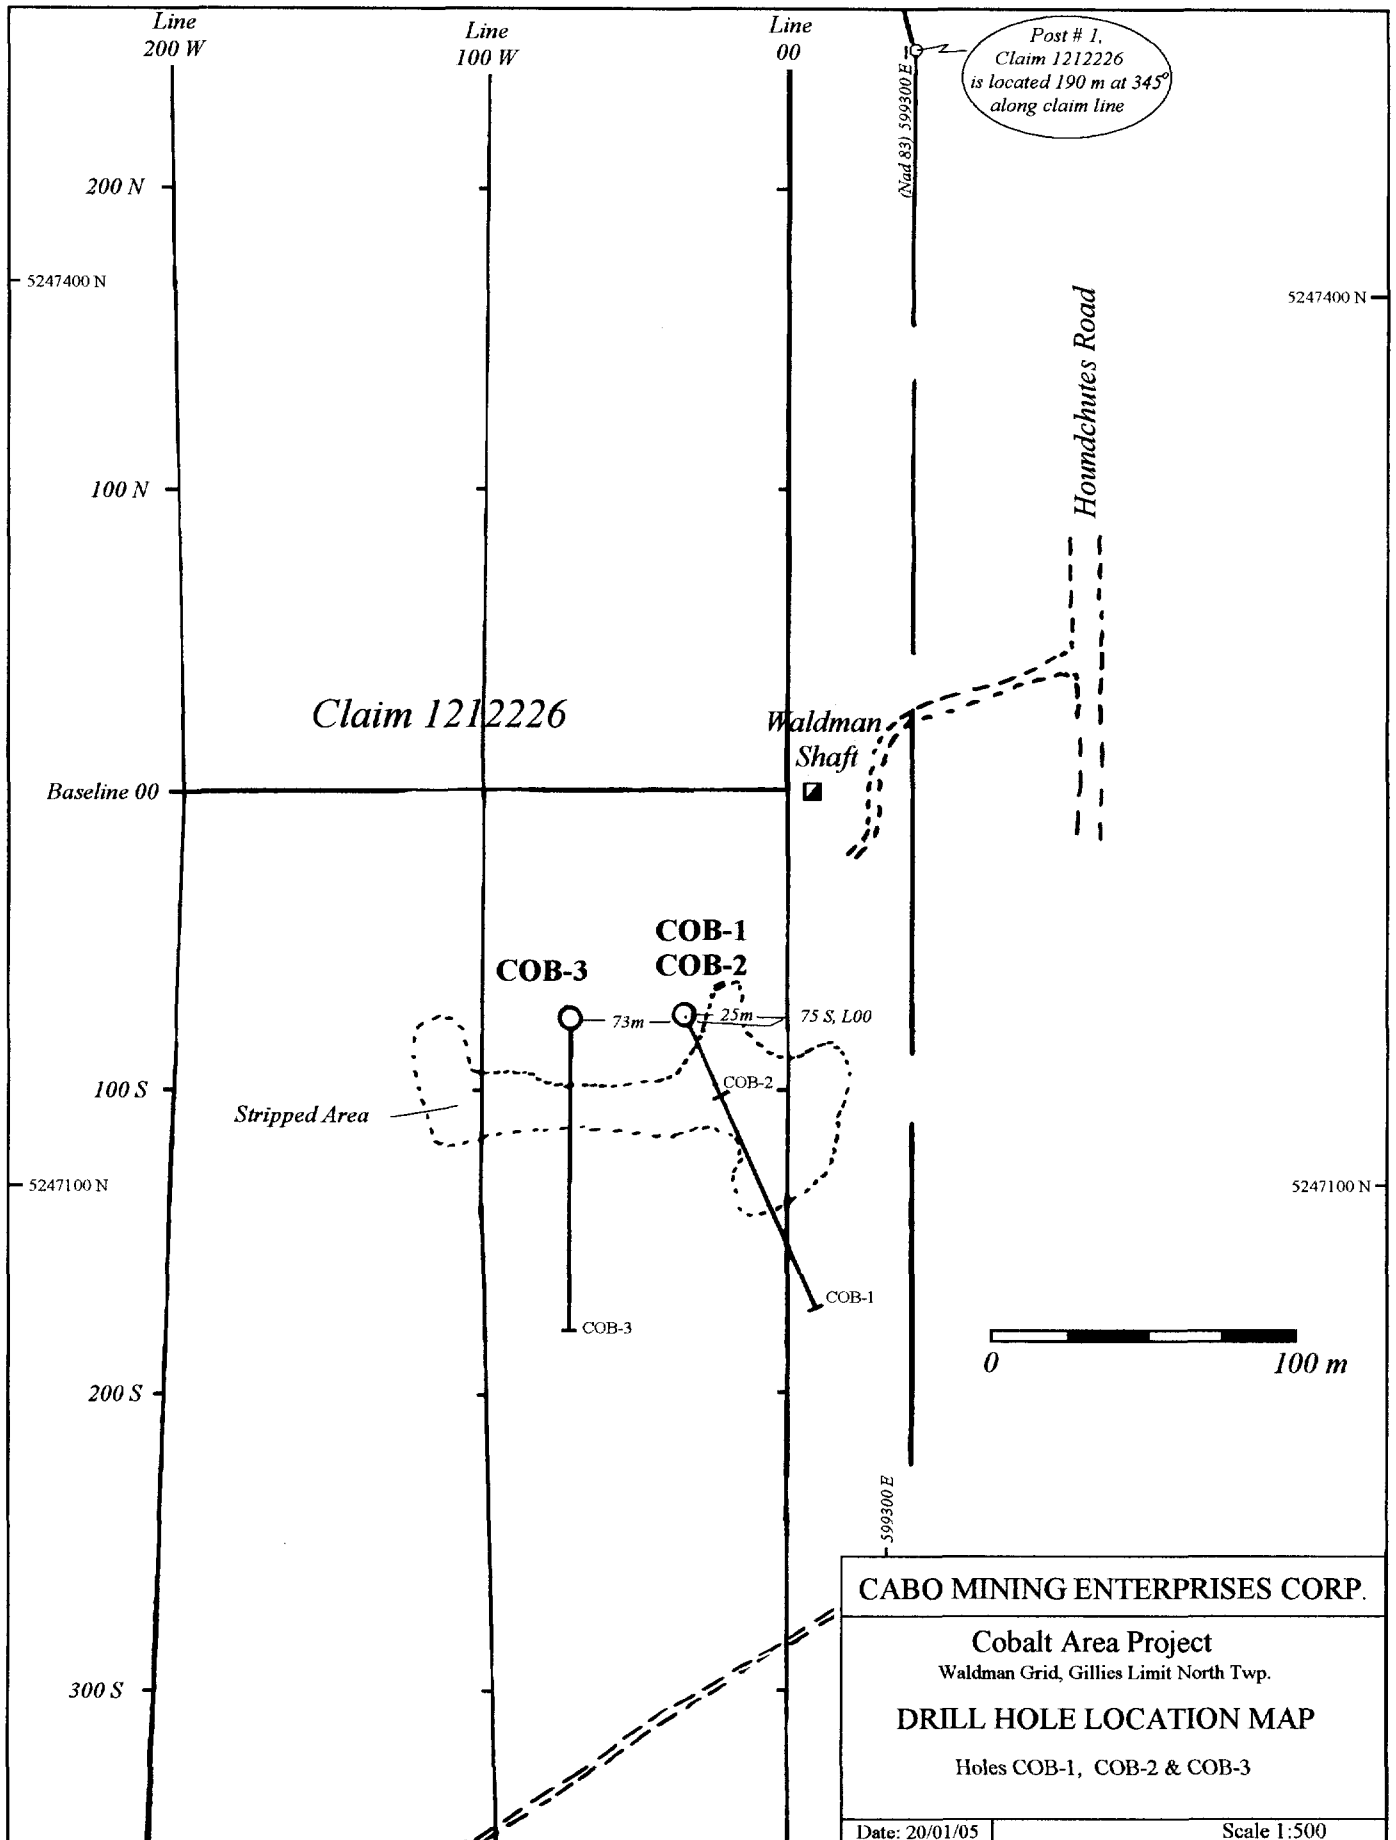 Line
200 W
Line
100 W
Line
00
Post # 1,
Claim 1212226
is located 190 m at 345°
along claim line
(Nad 83) 599300 E
200 N
5247400 N
5247400 N
Houndchutes Road
100 N
Claim 1212226
Waldman
Shaft
Baseline 00
COB-1
COB-2
COB-3
73m
25m
75 S, L00
COB-2
100 S
Stripped Area
5247100 N
5247100 N
COB-1
COB-3
0
100 m
200 S
599300 E
300 S
CABO MINING ENTERPRISES CORP.
Cobalt Area Project
Waldman Grid, Gillies Limit North Twp.
DRILL HOLE LOCATION MAP
Holes COB-1, COB-2 & COB-3
Date: 20/01/05
Scale 1:500